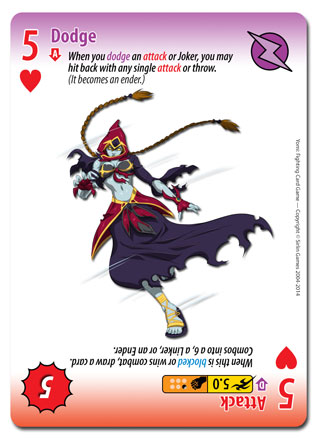 5 Dodge
When you dodge an attack or Joker, you may
hit back with any single attack or throw.
(It becomes an ender.)
Yomi Fighting Card Game — Copyright © Sirlin Games 2004-2014
5 Attack
D 5.0
When this is blocked or wins combat, draw a card.
Combos into a 6, a Linker, or an Ender.
5